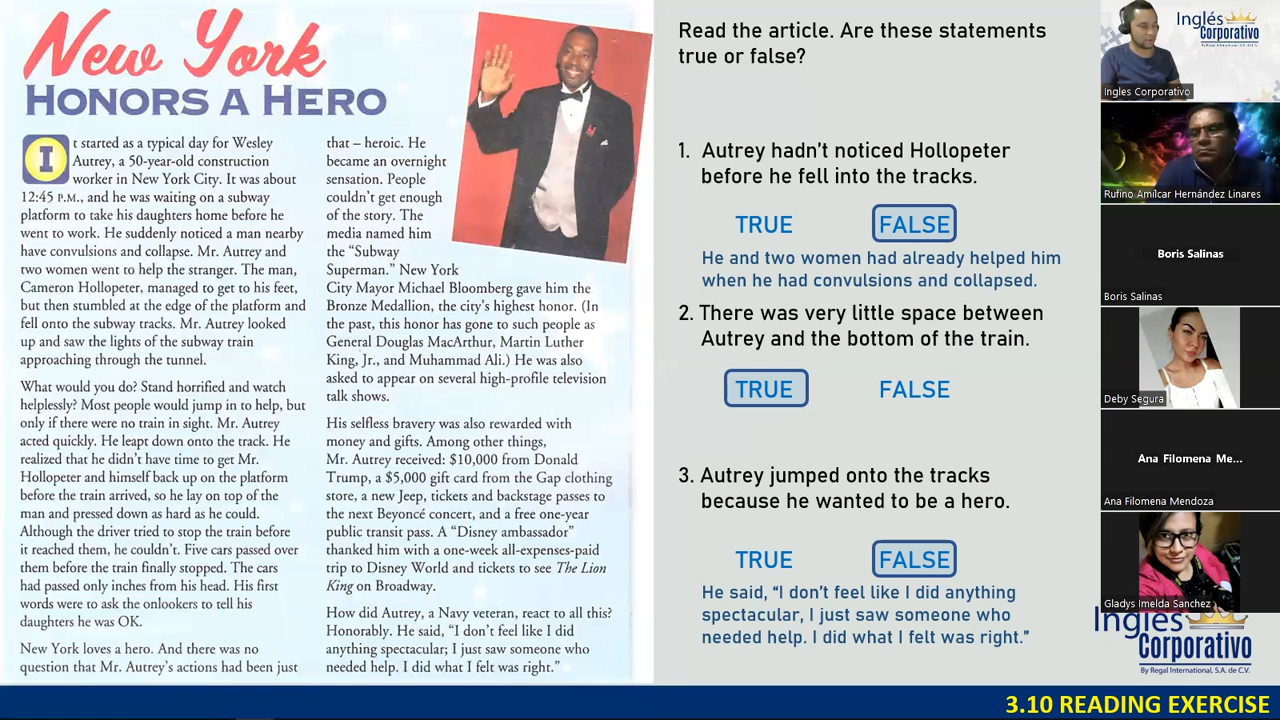 New York
HONORS A HERO
It started as a typical day for Wesley
Autrey, a 50-year-old construction
worker in New York City. It was about
12:45 P.M., and he was waiting on a subway
platform to take his daughters home before he
went to work. He suddenly noticed a man nearby
have convulsions and collapse. Mr. Autrey and
two women went to help the stranger. The man,
Cameron Hollopeter, managed to get to his feet,
but then stumbled at the edge of the platform and
fell onto the subway tracks. Mr. Autrey looked
up and saw the lights of the subway train
approaching through the tunnel.
What would you do? Stand horrified and watch
helplessly? Most people would jump in to help, but
only if there were no train in sight. Mr. Autrey
acted quickly. He leapt down onto the track. He
realized that he didn't have time to get Mr.
Hollopeter and himself back up on the platform
before the train arrived, so he lay on top of the
man and pressed down as hard as he could.
Although the driver tried to stop the train before
it reached them, he couldn't. Five cars passed over
them before the train finally stopped. The cars
had passed only inches from his head. His first
words were to ask the onlookers to tell his
daughters he was OK.
New York loves a hero. And there was no
question that Mr. Autrey's actions had been just
that – heroic. He
became an overnight
sensation. People
couldn't get enough
of the story. The
media named him
the "Subway
Superman." New York
City Mayor Michael Bloomberg gave him the
Bronze Medallion, the city's highest honor. (In
the past, this honor has gone to such people as
General Douglas MacArthur, Martin Luther
King, Jr., and Muhammad Ali.) He was also
asked to appear on several high-profile television
talk shows.
His selfless bravery was also rewarded with
money and gifts. Among other things,
Mr. Autrey received: $10,000 from Donald
Trump, a $5,000 gift card from the Gap clothing
store, a new Jeep, tickets and backstage passes to
the next Beyoncé concert, and a free one-year
public transit pass. A "Disney ambassador"
thanked him with a one-week all-expenses-paid
trip to Disney World and tickets to see The Lion
King on Broadway.
How did Autrey, a Navy veteran, react to all this?
Honorably. He said, "I don't feel like I did
anything spectacular; I just saw someone who
needed help. I did what I felt was right."
Read the article. Are these statements
true or false?
1. Autrey hadn't noticed Hollopeter
before he fell into the tracks.
TRUE FALSE
He and two women had already helped him
when he had convulsions and collapsed.
2. There was very little space between
Autrey and the bottom of the train.
TRUE FALSE
3. Autrey jumped onto the tracks
because he wanted to be a hero.
TRUE FALSE
He said, "I don't feel like I did anything
spectacular, I just saw someone who
needed help. I did what I felt was right."
Inglés
Corporativo
By Regal International, S.A. de C.V.
Ingles Corporativo
Rufino Amílcar Hernández Linares
Boris Salinas
Boris Salinas
Deby Segura
Ana Filomena Me...
Ana Filomena Mendoza
Gladys Imelda Sanchez
Inglés
Corporativo
By Regal International, S.A. de C.V.
3.10 READING EXERCISE